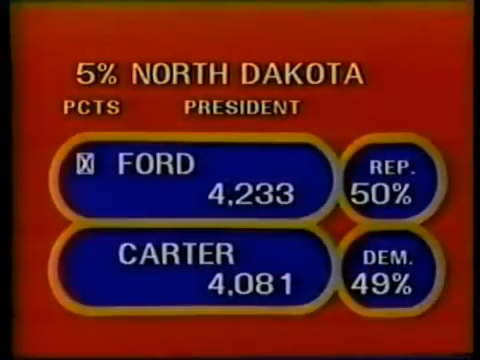 5% NORTH DAKOTA
PCTS PRESIDENT
☒ FORD REP.
4,233 50%
CARTER DEM.
4,081 49%